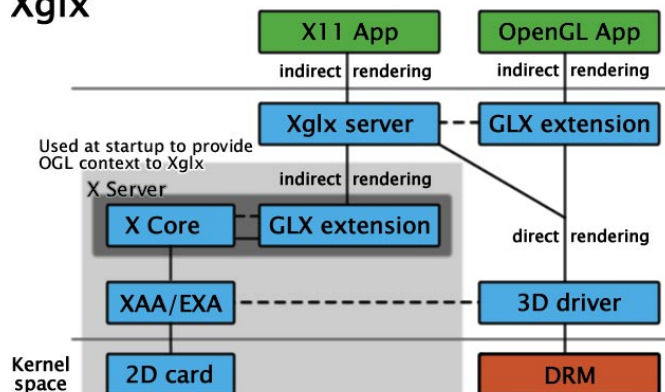 Xglx
X11 App
OpenGL App
indirect rendering
indirect rendering
Xglx server
GLX extension
Used at startup to provide
OGL context to Xglx
X Server
indirect rendering
X Core
GLX extension
direct rendering
XAA/EXA
3D driver
Kernel
space
2D card
DRM